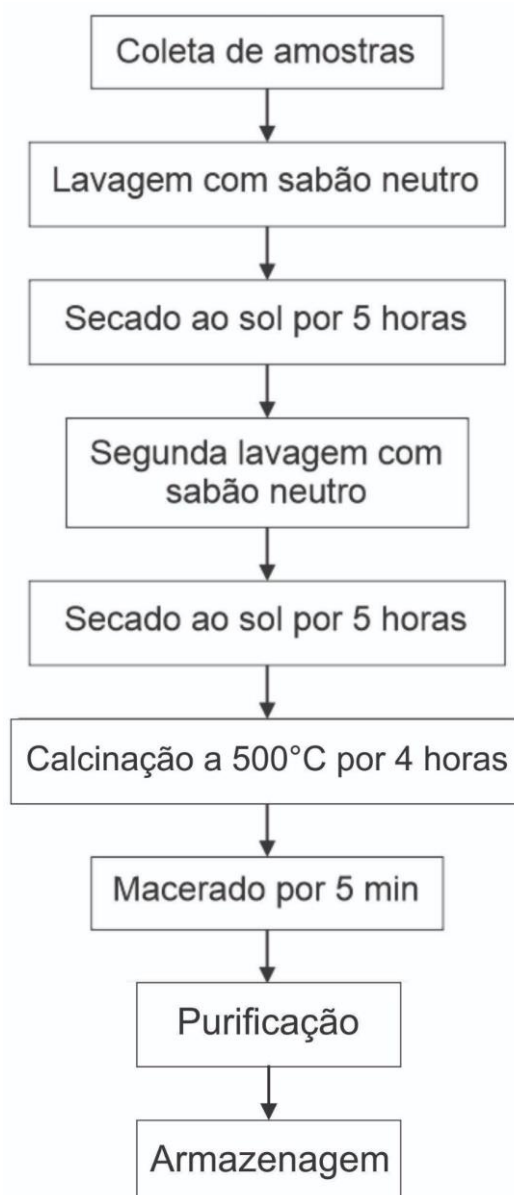 Coleta de amostras
Lavagem com sabão neutro
Secado ao sol por 5 horas
Segunda lavagem com
sabão neutro
Secado ao sol por 5 horas
Calcinação a 500°C por 4 horas
Macerado por 5 min
Purificação
Armazenagem